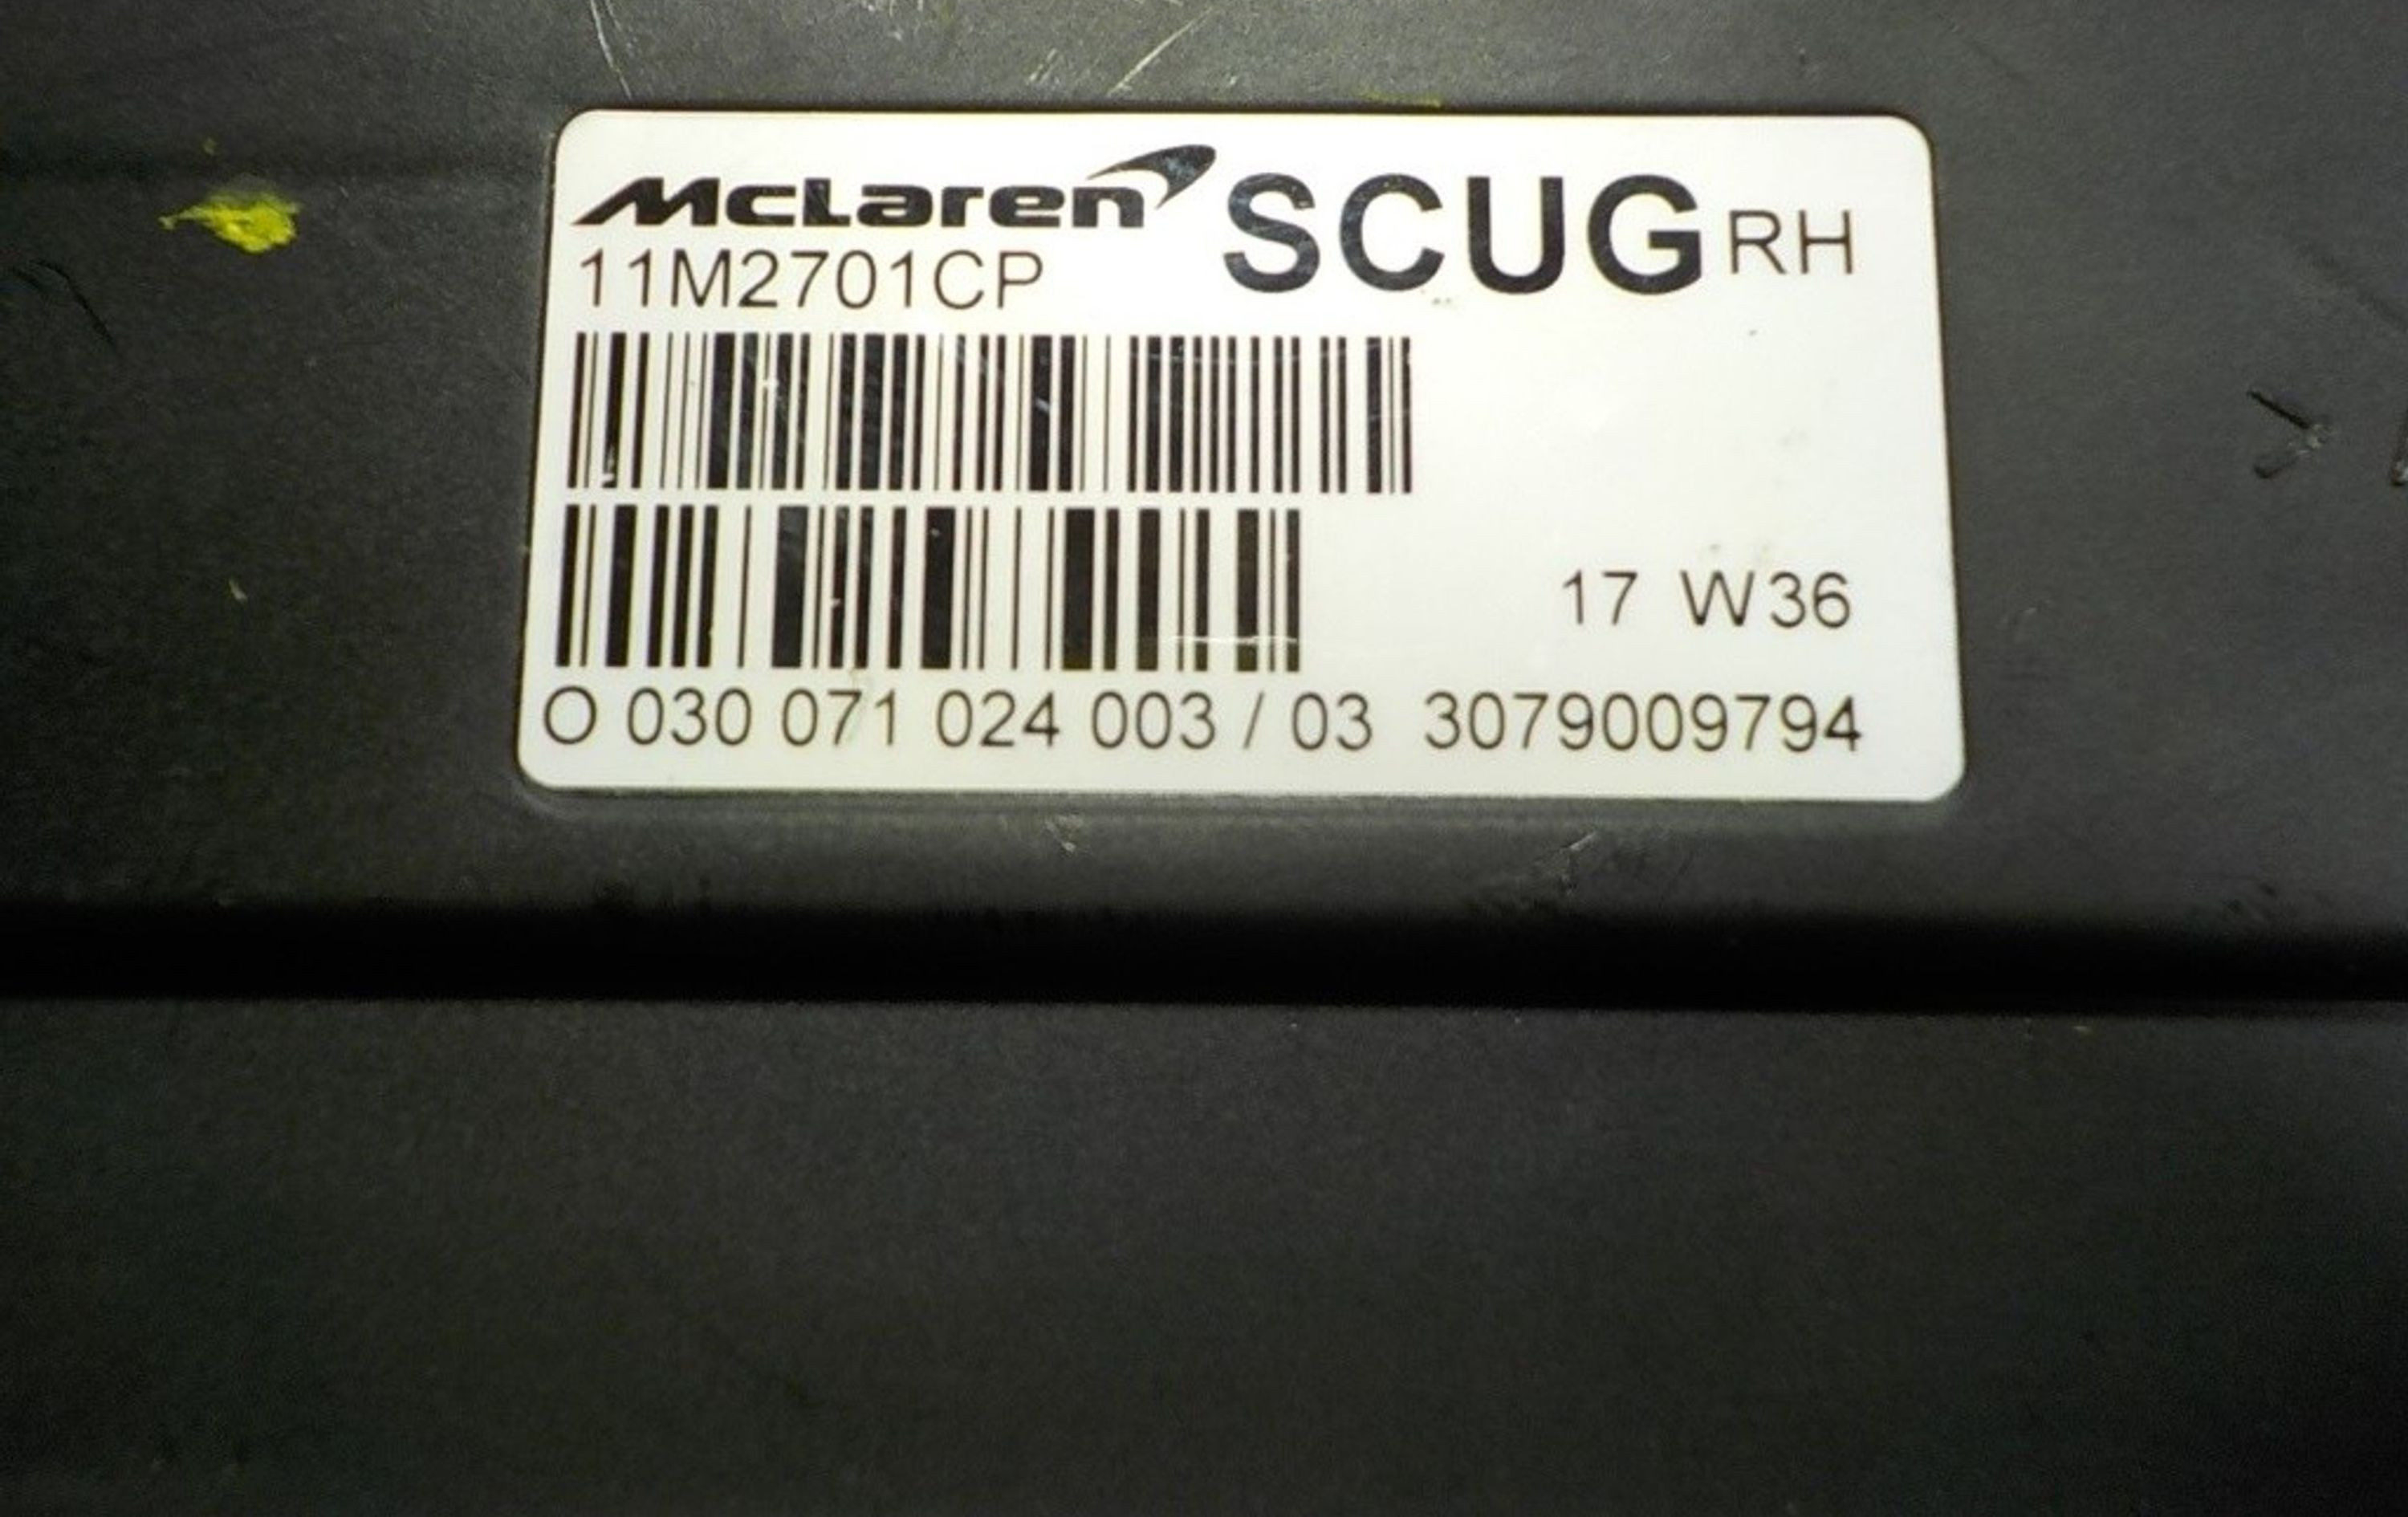 McLaren SCUG RH
11M2701CP
17 W36
O 030 071 024 003 / 03 3079009794